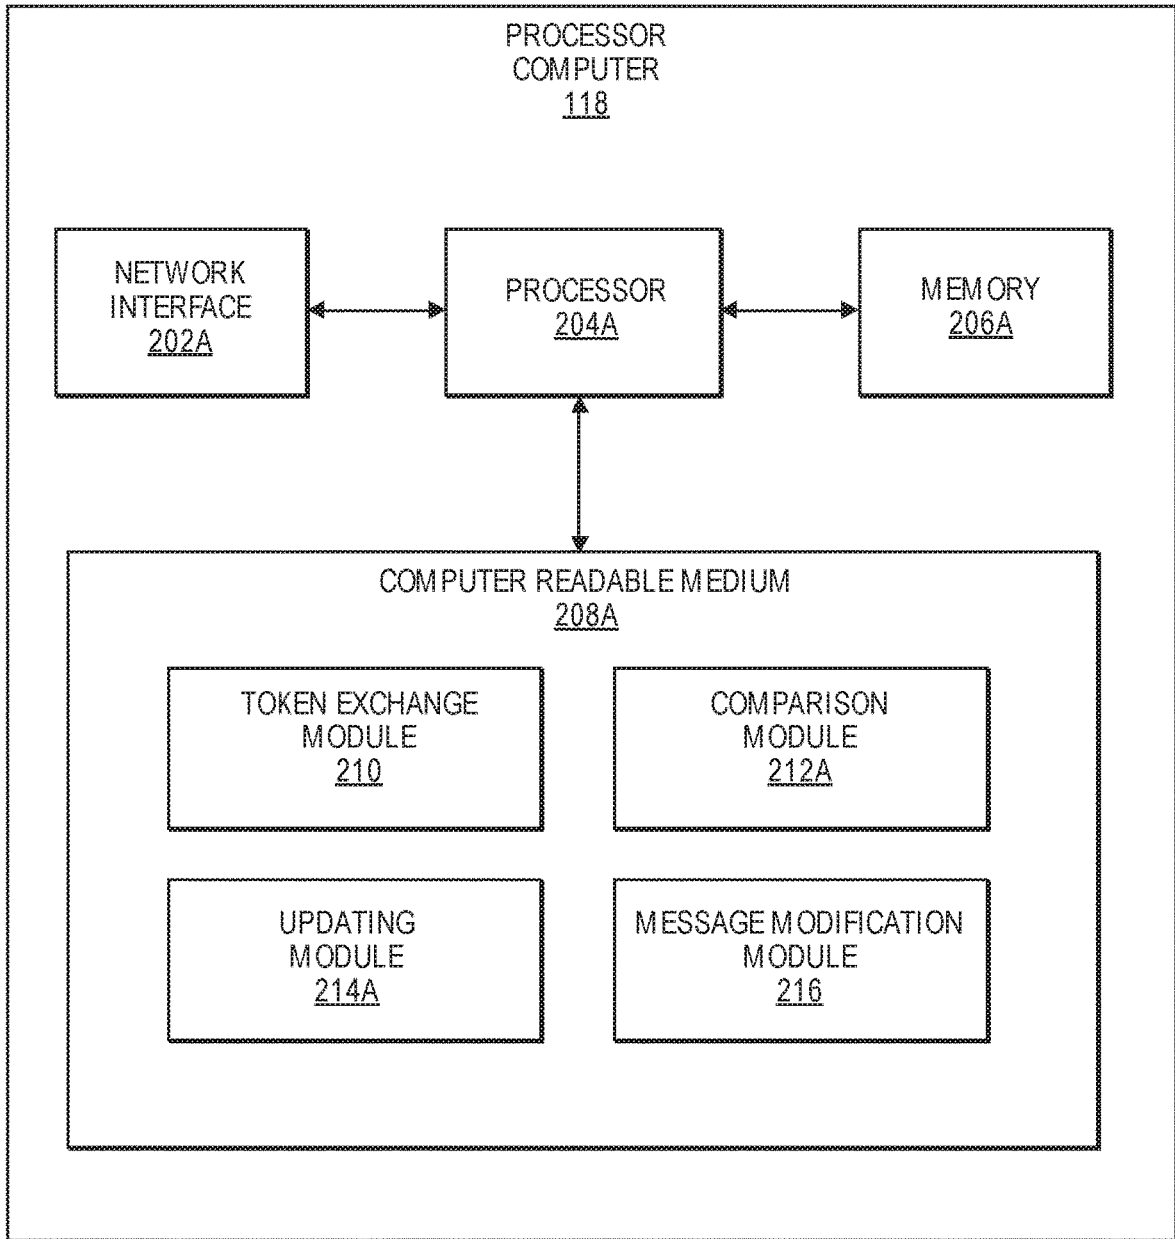 PROCESSOR
COMPUTER
118
NETWORK
INTERFACE
202A
PROCESSOR
204A
MEMORY
206A
COMPUTER READABLE MEDIUM
208A
TOKEN EXCHANGE
MODULE
210
COMPARISON
MODULE
212A
UPDATING
MODULE
214A
MESSAGE MODIFICATION
MODULE
216